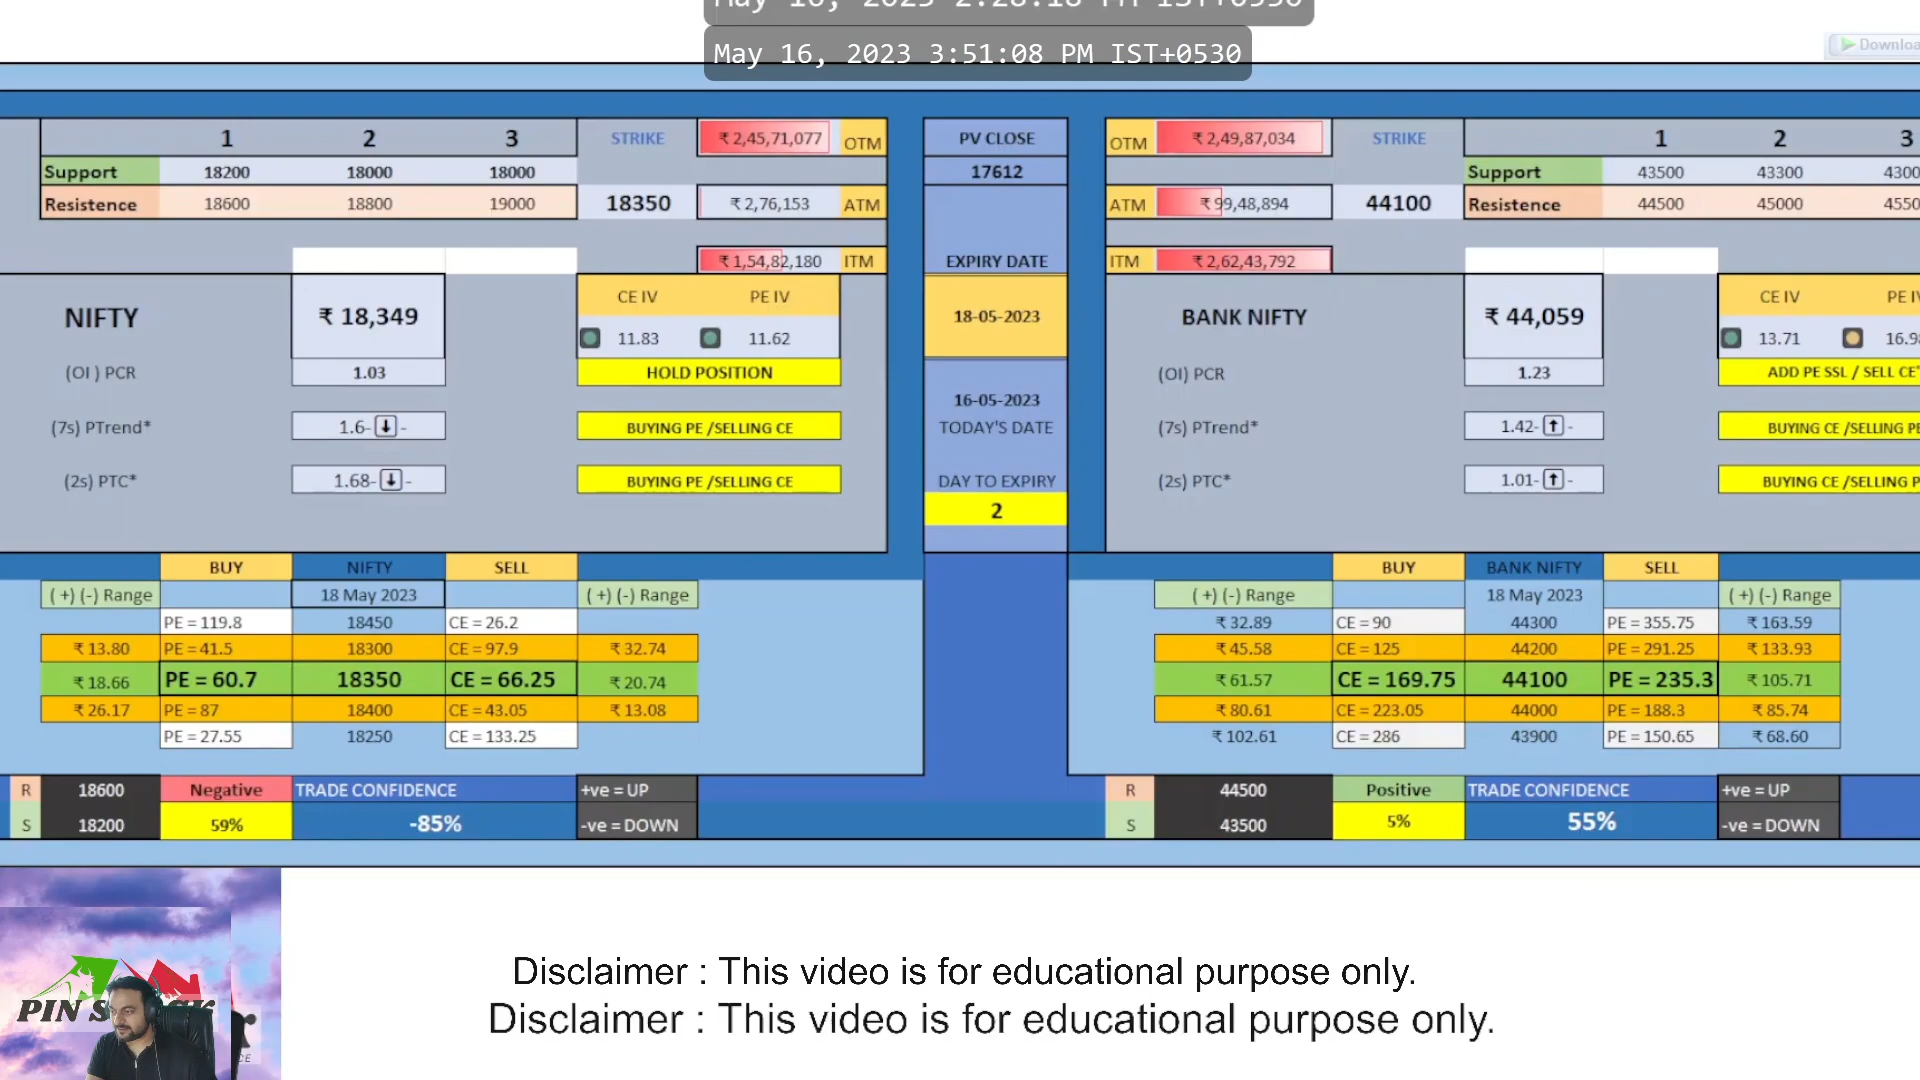 May 16, 2023 2:28:18 PM IST+0530
May 16, 2023 3:51:08 PM IST+0530
1 2 3 STRIKE ₹ 2,45,71,077 OTM PV CLOSE OTM ₹ 2,49,87,034 STRIKE 1 2 3
Support 18200 18000 18000 17612 Support 43500 43300
Resistence 18600 18800 19000 18350 ₹ 2,76,153 ATM ATM ₹ 99,48,894 44100 Resistence 44500 45000
₹ 1,54,82,180 ITM EXPIRY DATE ITM ₹ 2,62,43,792
CE IV PE IV CE IV
NIFTY ₹ 18,349 18-05-2023 BANK NIFTY ₹ 44,059
11.83 11.62 13.71
(OI ) PCR 1.03 HOLD POSITION (OI) PCR 1.23 ADD PE SSL / SELL CE
16-05-2023
(7s) PTrend* 1.6-↓- BUYING PE /SELLING CE TODAY'S DATE (7s) PTrend* 1.42-↑- BUYING CE /SELLING
(2s) PTC* 1.68-↓- BUYING PE /SELLING CE DAY TO EXPIRY (2s) PTC* 1.01-↑- BUYING CE /SELLING
2
BUY NIFTY SELL BUY BANK NIFTY SELL
( +) (-) Range 18 May 2023 ( +) (-) Range ( +) (-) Range 18 May 2023 ( +) (-) Range
PE = 119.8 18450 CE = 26.2 ₹ 32.89 CE = 90 44300 PE = 355.75 ₹ 163.59
₹ 13.80 PE = 41.5 18300 CE = 97.9 ₹ 32.74 ₹ 45.58 CE = 125 44200 PE = 291.25 ₹ 133.93
₹ 18.66 PE = 60.7 18350 CE = 66.25 ₹ 20.74 ₹ 61.57 CE = 169.75 44100 PE = 235.3 ₹ 105.71
₹ 26.17 PE = 87 18400 CE = 43.05 ₹ 13.08 ₹ 80.61 CE = 223.05 44000 PE = 188.3 ₹ 85.74
PE = 27.55 18250 CE = 133.25 ₹ 102.61 CE = 286 43900 PE = 150.65 ₹ 68.60
R 18600 Negative TRADE CONFIDENCE +ve = UP R 44500 Positive TRADE CONFIDENCE +ve = UP
S 18200 59% -85% -ve = DOWN S 43500 5% 55% -ve = DOWN
Disclaimer : This video is for educational purpose only.
PIN S
Disclaimer : This video is for educational purpose only.